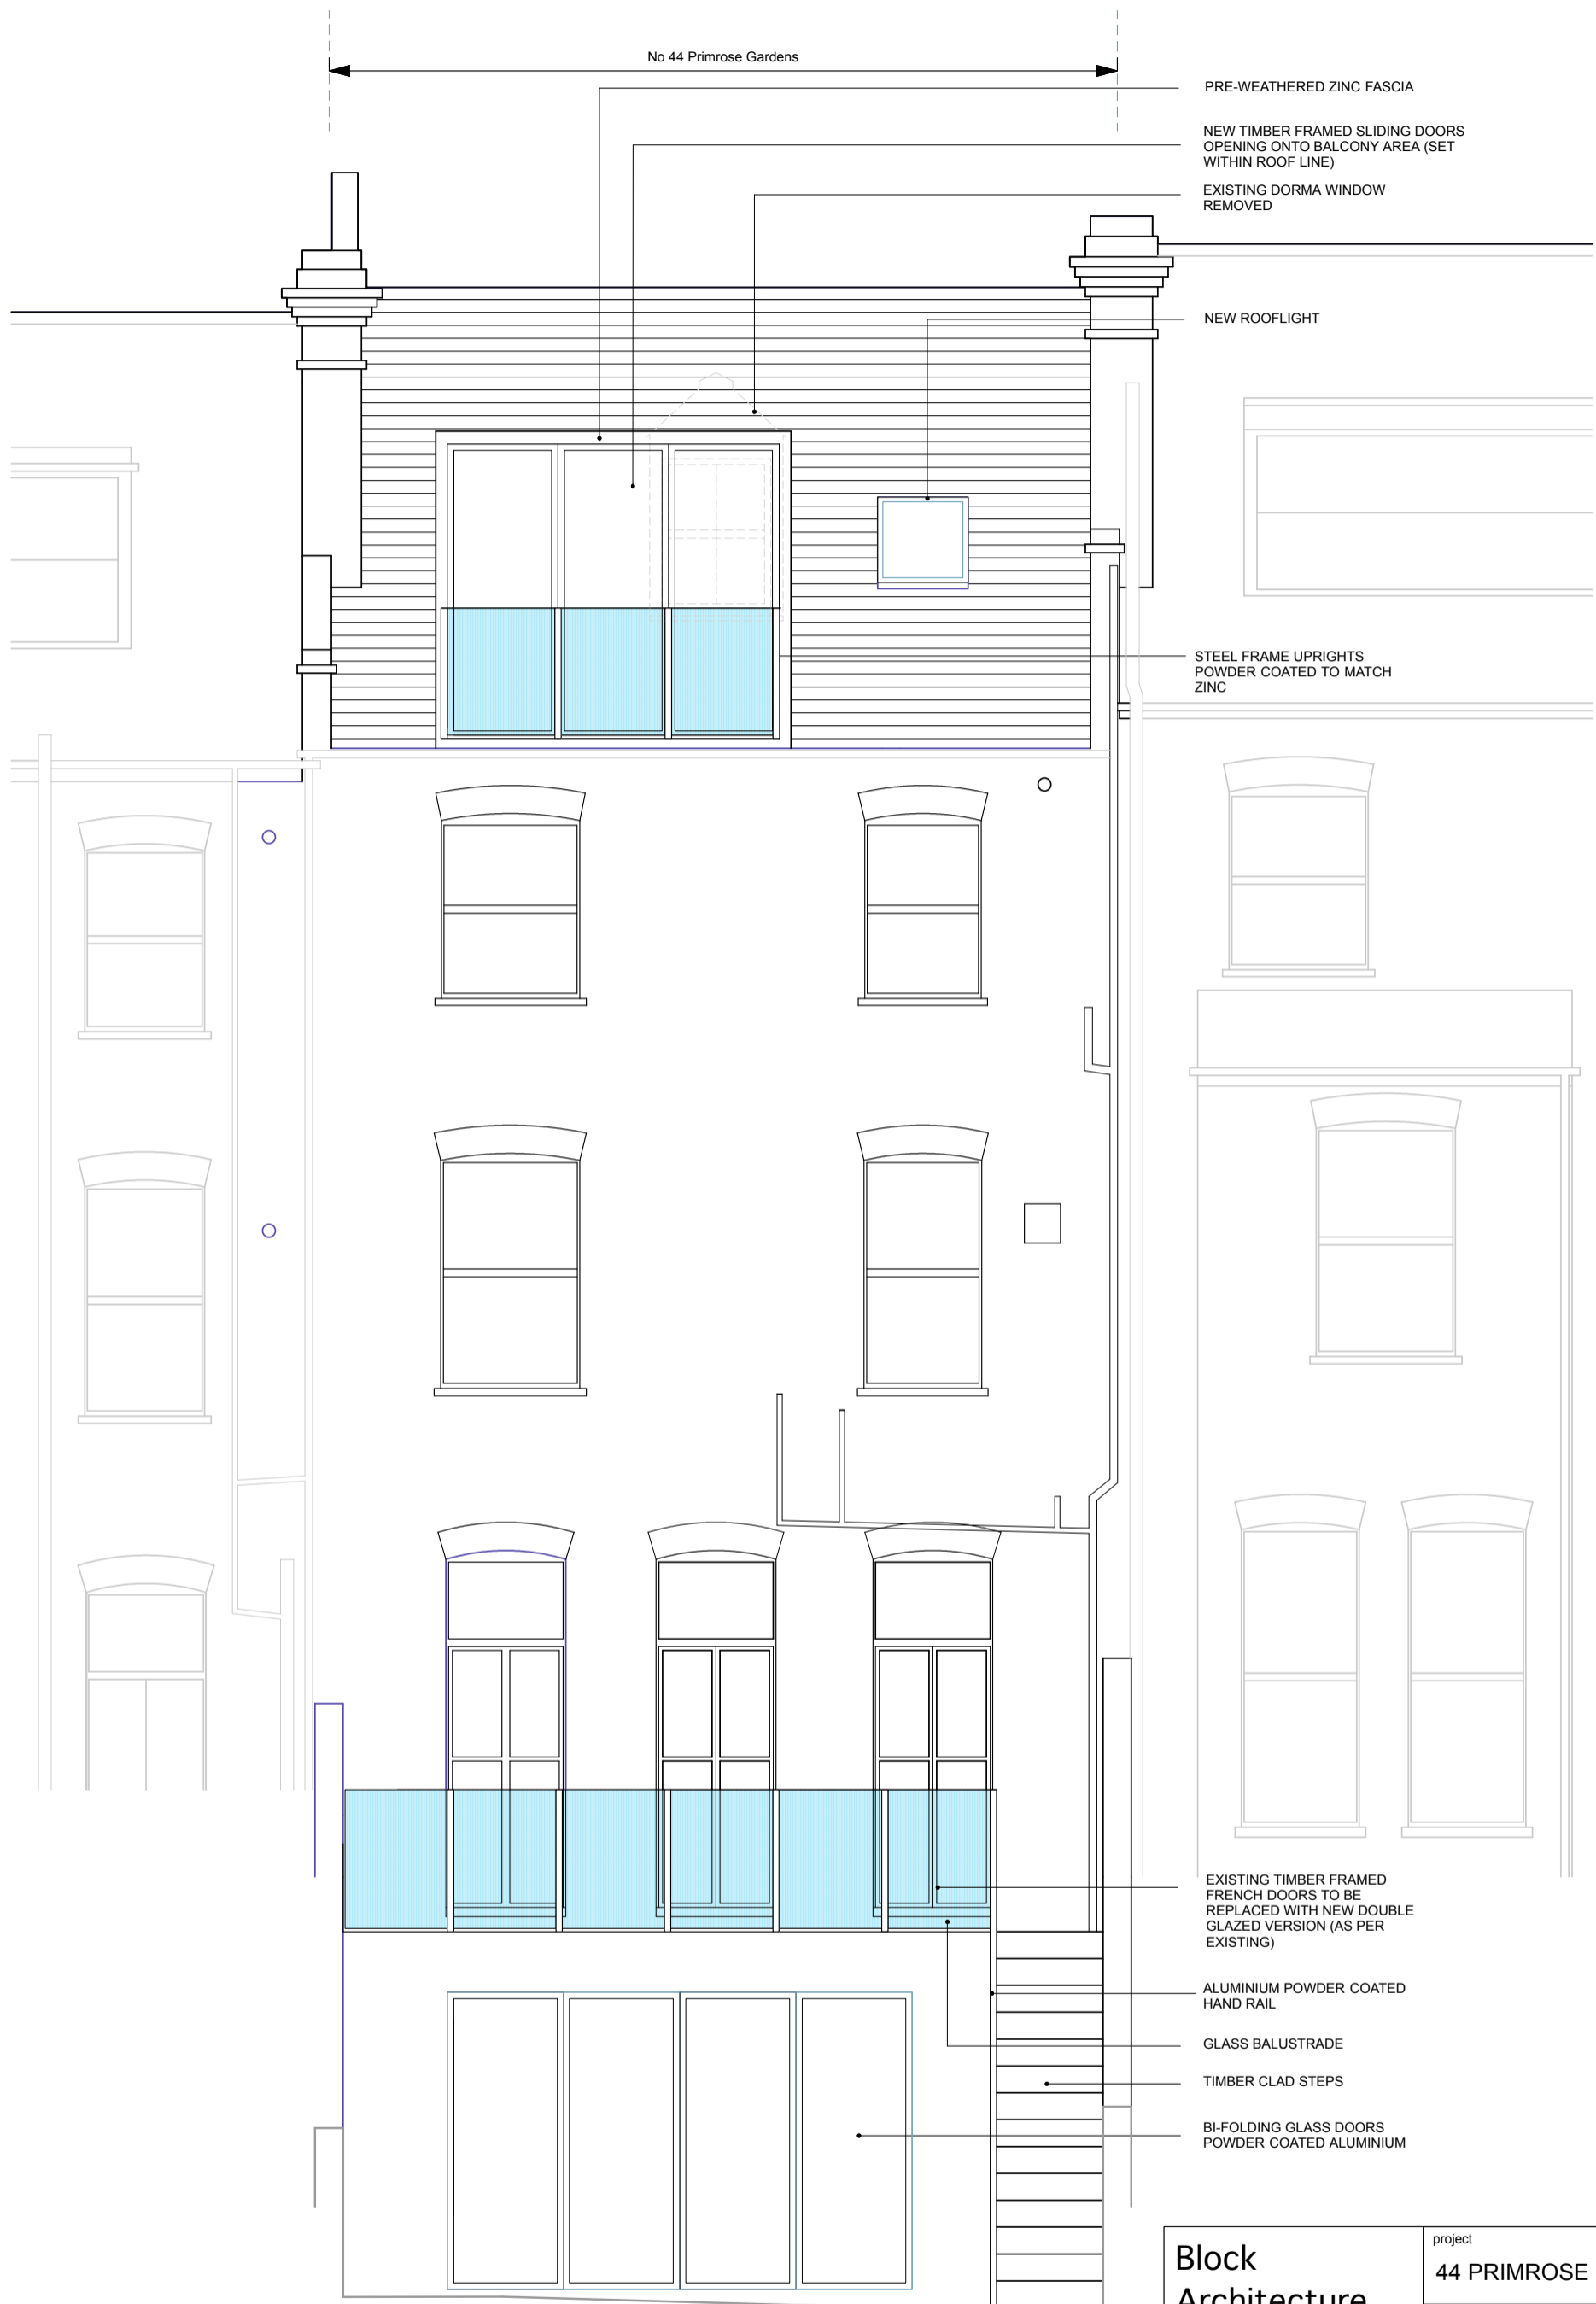 No 44 Primrose Gardens
PRE-WEATHERED ZINC FASCIA
NEW TIMBER FRAMED SLIDING DOORS
OPENING ONTO BALCONY AREA (SET
WITHIN ROOF LINE)
EXISTING DORMA WINDOW
REMOVED
NEW ROOFLIGHT
STEEL FRAME UPRIGHTS
POWDER COATED TO MATCH
ZINC
EXISTING TIMBER FRAMED
FRENCH DOORS TO BE
REPLACED WITH NEW DOUBLE
GLAZED VERSION (AS PER
EXISTING)
ALUMINIUM POWDER COATED
HAND RAIL
GLASS BALUSTRADE
TIMBER CLAD STEPS
BI-FOLDING GLASS DOORS
POWDER COATED ALUMINIUM
Block
Architecture
project
44 PRIMROSE